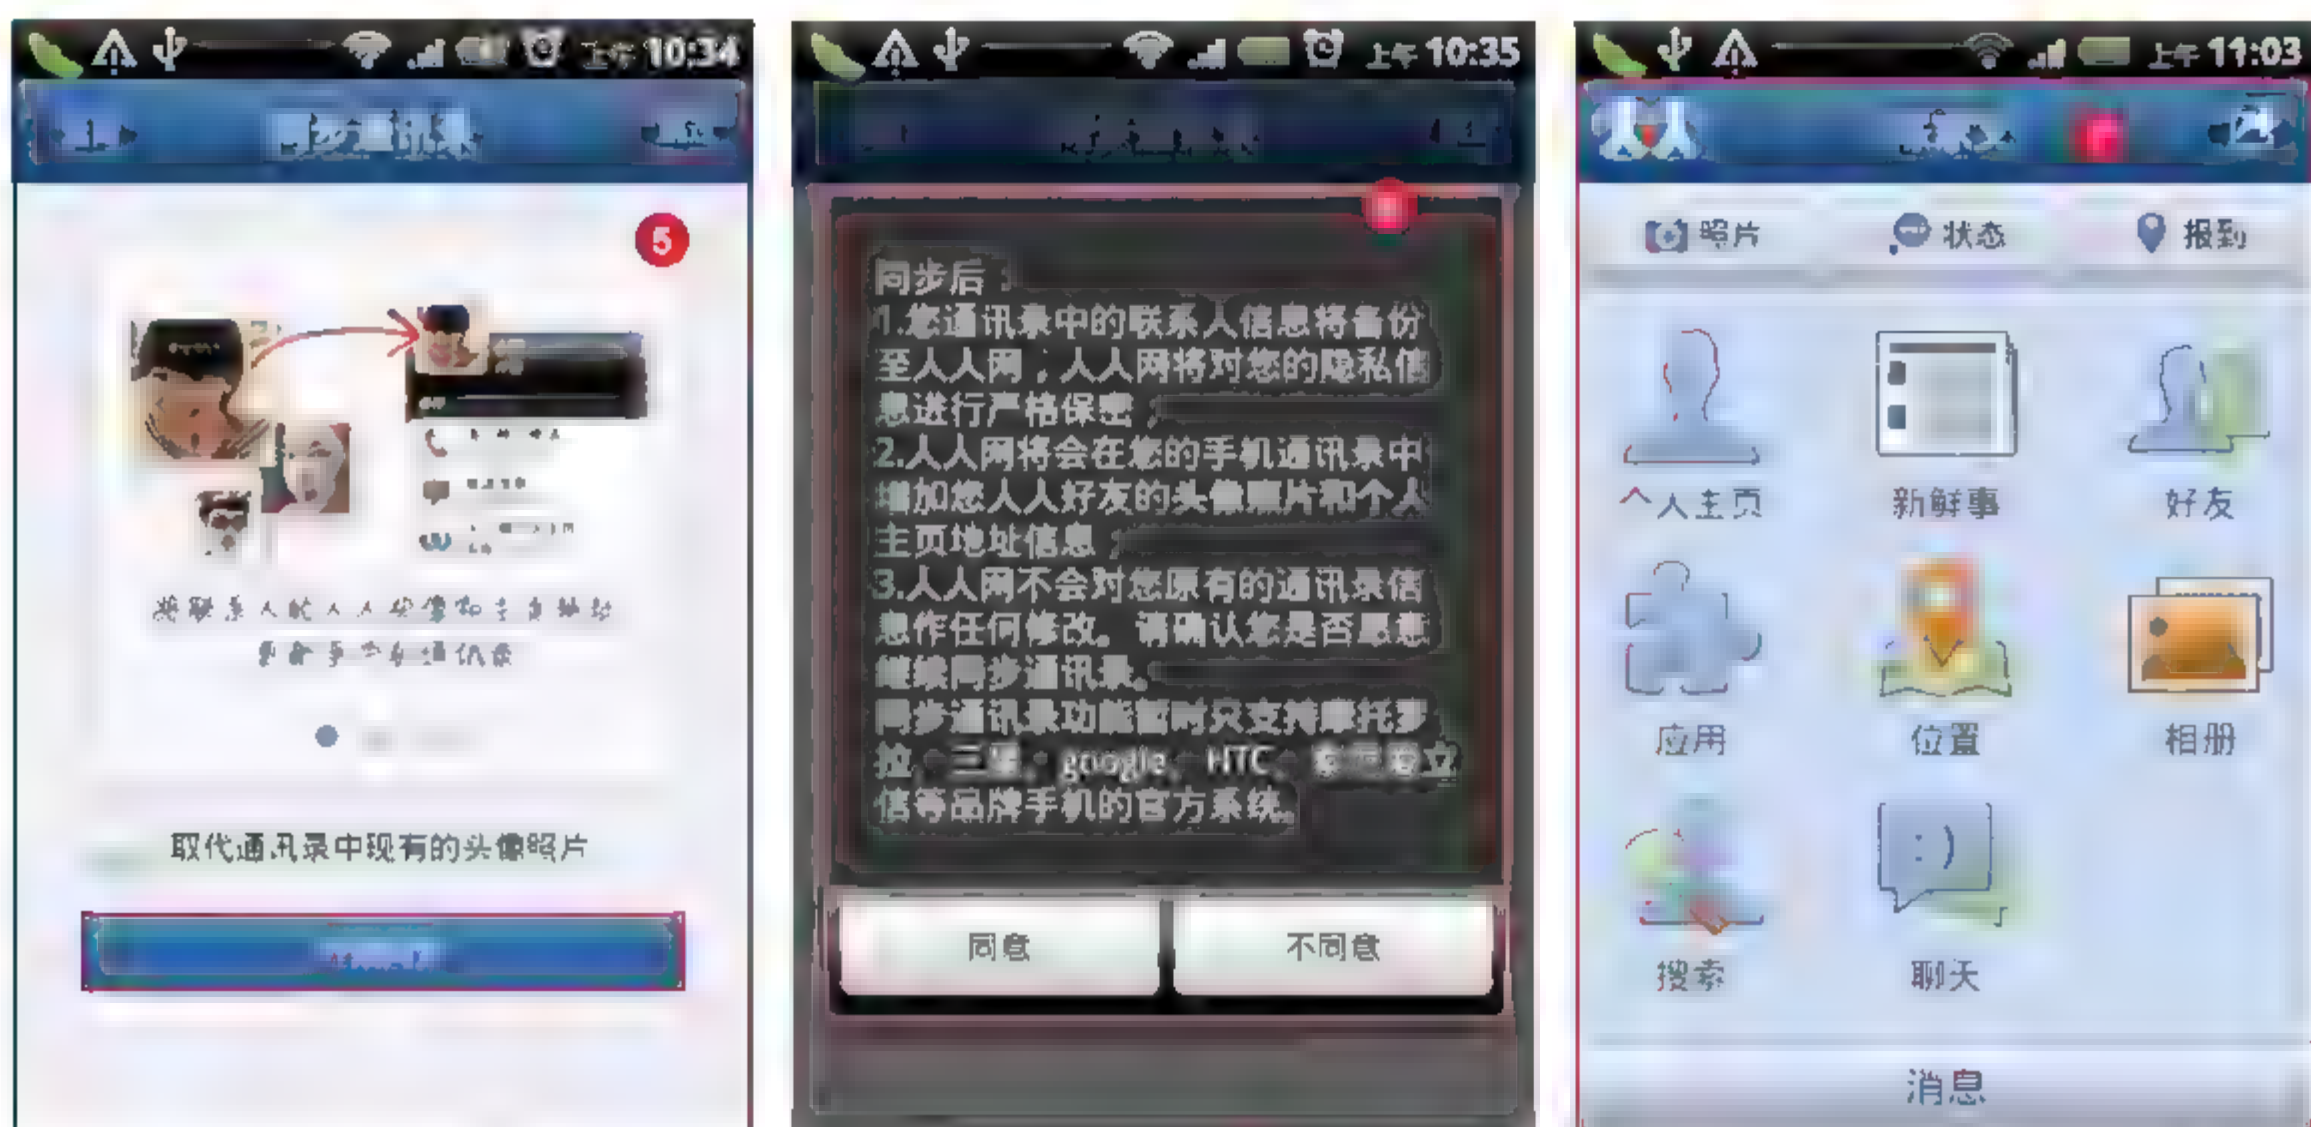 上午 10:34
5
取代通讯录中现有的头像照片
上午 10:35
同步后：
1.您通讯录中的联系人信息将备份
至人人网，人人网将对您的隐私信
息进行严格保密；
2.人人网将会在您的手机通讯录中
增加您人人好友的头像照片和个人
主页地址信息；
3.人人网不会对您原有的通讯录信
息作任何修改。请确认您是否愿意
继续同步通讯录。
同步通讯录功能暂时只支持摩托罗
拉、三星、google、HTC、索尼爱立
信等品牌手机的官方系统。
同意 不同意
上午 11:03
照片 状态 报到
个人主页 新鲜事 好友
应用 位置 相册
搜索 聊天
消息